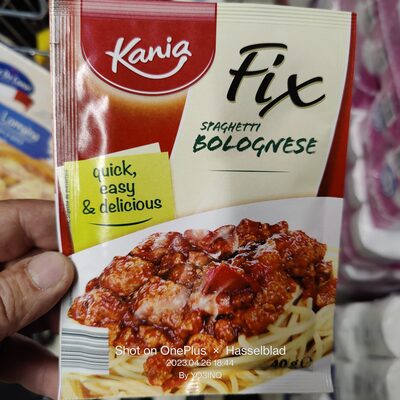 Kania
Fix
SPAGHETTI
BOLOGNESE
quick,
easy
& delicious
40 g e
Shot on OnePlus × Hasselblad
2023.04.26 18:44
By YOSINO